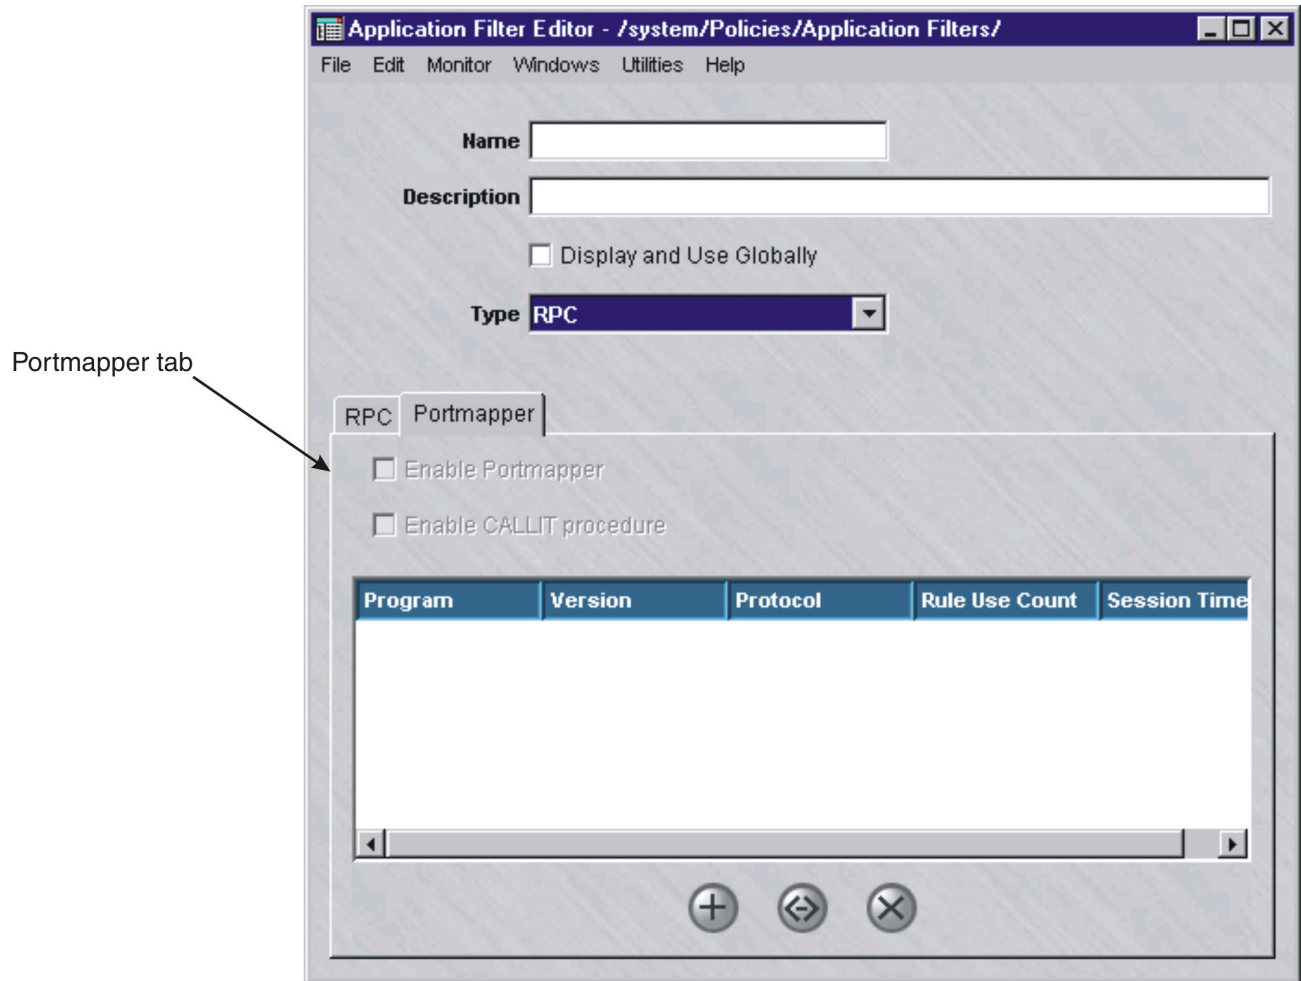 Application Filter Editor - /system/Policies/Application Filters/
File Edit Monitor Windows Utilities Help
Name
Description
Display and Use Globally
Type RPC
Portmapper tab
RPC Portmapper
Enable Portmapper
Enable CALLIT procedure
Program Version Protocol Rule Use Count Session Time